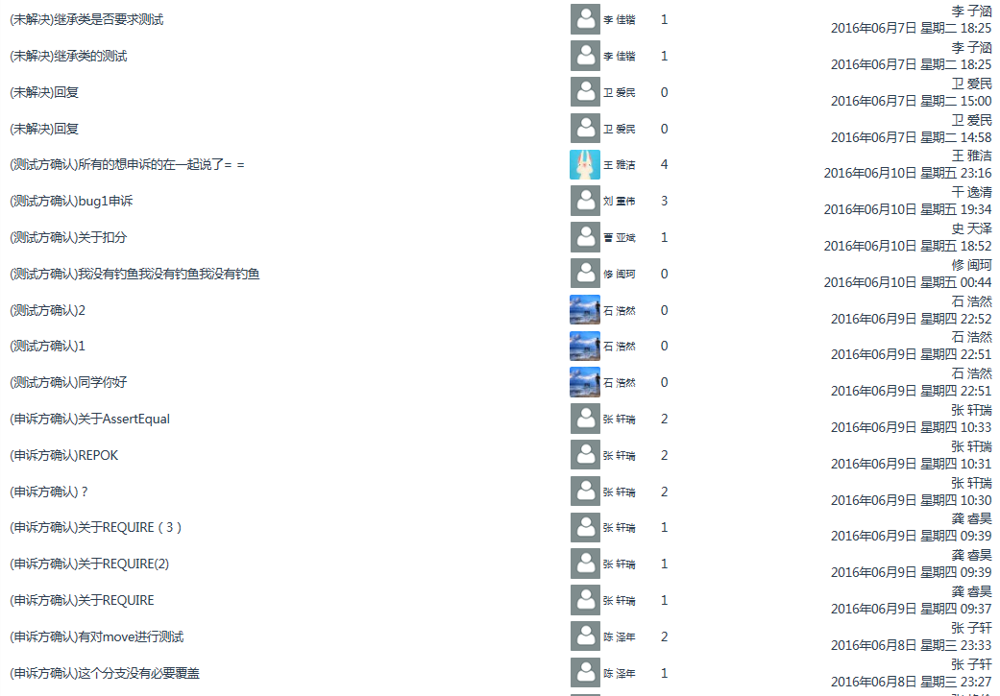 李 子涵
(未解决)继承类是否要求测试 李 佳锴 1
2016年06月7日 星期二 18:25
李 子涵
(未解决)继承类的测试 李 佳锴 1
2016年06月7日 星期二 18:25
卫 爱民
(未解决)回复 卫 爱民 0
2016年06月7日 星期二 15:00
卫 爱民
(未解决)回复 卫 爱民 0
2016年06月7日 星期二 14:58
王 雅洁
(测试方确认)所有的想申诉的在一起说了= = 王 雅洁 4
2016年06月10日 星期五 23:16
干 逸清
(测试方确认)bug1申诉 刘 重伟 3
2016年06月10日 星期五 19:34
史 天泽
(测试方确认)关于扣分 曹 亚斌 1
2016年06月10日 星期五 18:52
修 闽珂
(测试方确认)我没有钓鱼我没有钓鱼我没有钓鱼 修 闽珂 0
2016年06月10日 星期五 00:44
石 浩然
(测试方确认)2 石 浩然 0
2016年06月9日 星期四 22:52
石 浩然
(测试方确认)1 石 浩然 0
2016年06月9日 星期四 22:51
石 浩然
(测试方确认)同学你好 石 浩然 0
2016年06月9日 星期四 22:51
张 轩瑞
(申诉方确认)关于AssertEqual 张 轩瑞 2
2016年06月9日 星期四 10:33
张 轩瑞
(申诉方确认)REPOK 张 轩瑞 2
2016年06月9日 星期四 10:31
张 轩瑞
(申诉方确认)？ 张 轩瑞 2
2016年06月9日 星期四 10:30
龚 睿昊
(申诉方确认)关于REQUIRE（3） 张 轩瑞 1
2016年06月9日 星期四 09:39
龚 睿昊
(申诉方确认)关于REQUIRE(2) 张 轩瑞 1
2016年06月9日 星期四 09:39
龚 睿昊
(申诉方确认)关于REQUIRE 张 轩瑞 1
2016年06月9日 星期四 09:37
张 子轩
(申诉方确认)有对move进行测试 陈 泽年 2
2016年06月8日 星期三 23:33
张 子轩
(申诉方确认)这个分支没有必要覆盖 陈 泽年 1
2016年06月8日 星期三 23:27